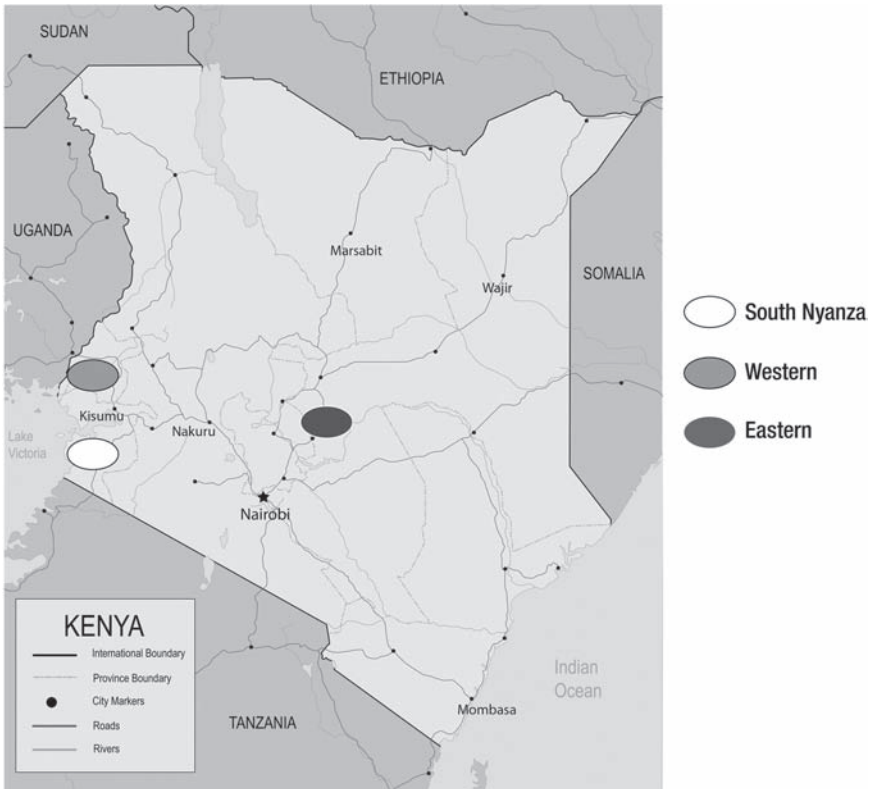 SUDAN
ETHIOPIA
UGANDA
Marsabit
SOMALIA
Wajir
South Nyanza
Western
Eastern
Kisumu
Nakuru
Lake
Victoria
Nairobi
KENYA
International Boundary
Province Boundary
City Markers
Roads
Rivers
Indian
Ocean
Mombasa
TANZANIA